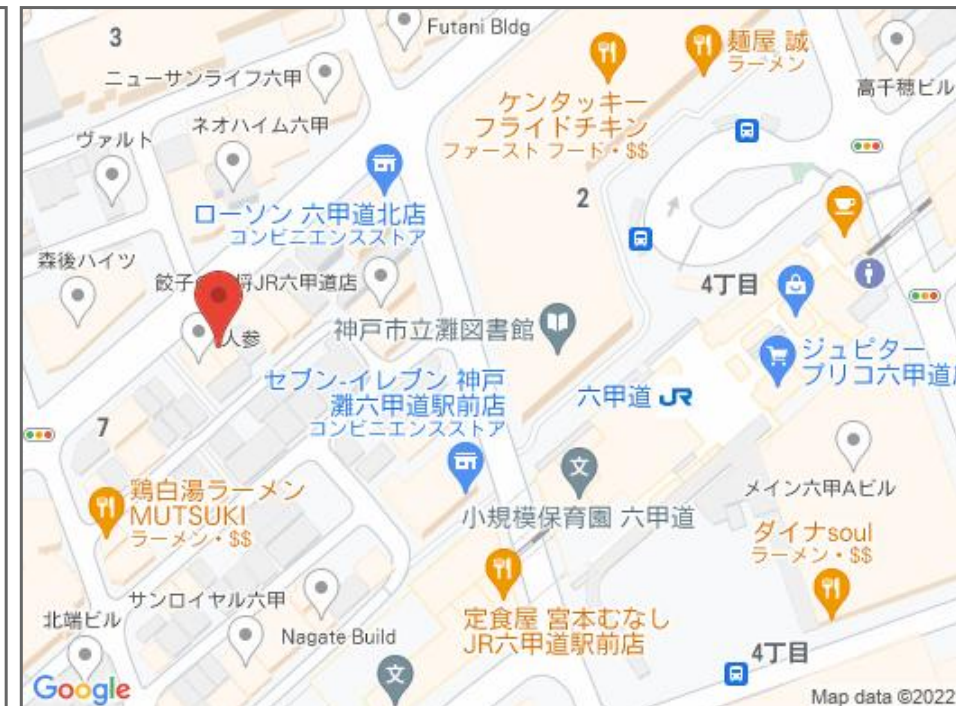 3
Futani Bldg
麺屋 誠
ラーメン
高千穂ビル
ニューサンライフ六甲
ケンタッキー
フライドチキン
ファースト フード・$$
ヴァルト
ネオハイム六甲
2
ローソン 六甲道北店
コンビニエンスストア
森後ハイツ
餃子
将JR六甲道店
4丁目
人参
神戸市立灘図書館
ジュピター
プリコ六甲道
セブン-イレブン 神戸
灘六甲道駅前店
コンビニエンスストア
六甲道 JR
7
鶏白湯ラーメン
MUTSUKI
ラーメン・$$
文
小規模保育園 六甲道
メイン六甲Aビル
ダイナsoul
ラーメン・$$
サンロイヤル六甲
北端ビル
Nagate Build
定食屋 宮本むなし
JR六甲道駅前店
4丁目
文
Google
Map data ©2022